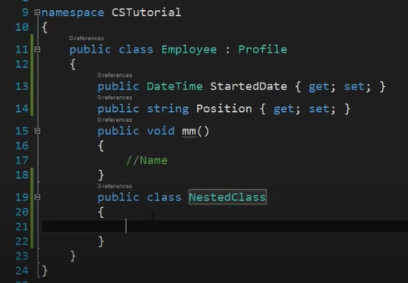 9 namespace CSTutorial
10 {
0 references
11 public class Employee : Profile
12 {
0 references
13 public DateTime StartedDate { get; set; }
0 references
14 public string Position { get; set; }
0 references
15 public void mm()
16 {
17 //Name
18 }
0 references
19 public class NestedClass
20 {
21
22 }
23 }
24 }